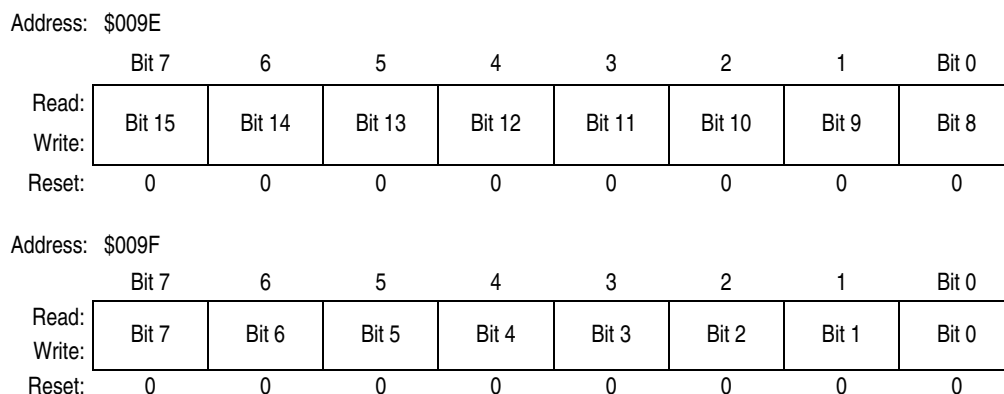 Address: $009E
Bit 7 6 5 4 3 2 1 Bit 0
Read:
Bit 15 Bit 14 Bit 13 Bit 12 Bit 11 Bit 10 Bit 9 Bit 8
Write:
Reset: 0 0 0 0 0 0 0 0
Address: $009F
Bit 7 6 5 4 3 2 1 Bit 0
Read:
Bit 7 Bit 6 Bit 5 Bit 4 Bit 3 Bit 2 Bit 1 Bit 0
Write:
Reset: 0 0 0 0 0 0 0 0